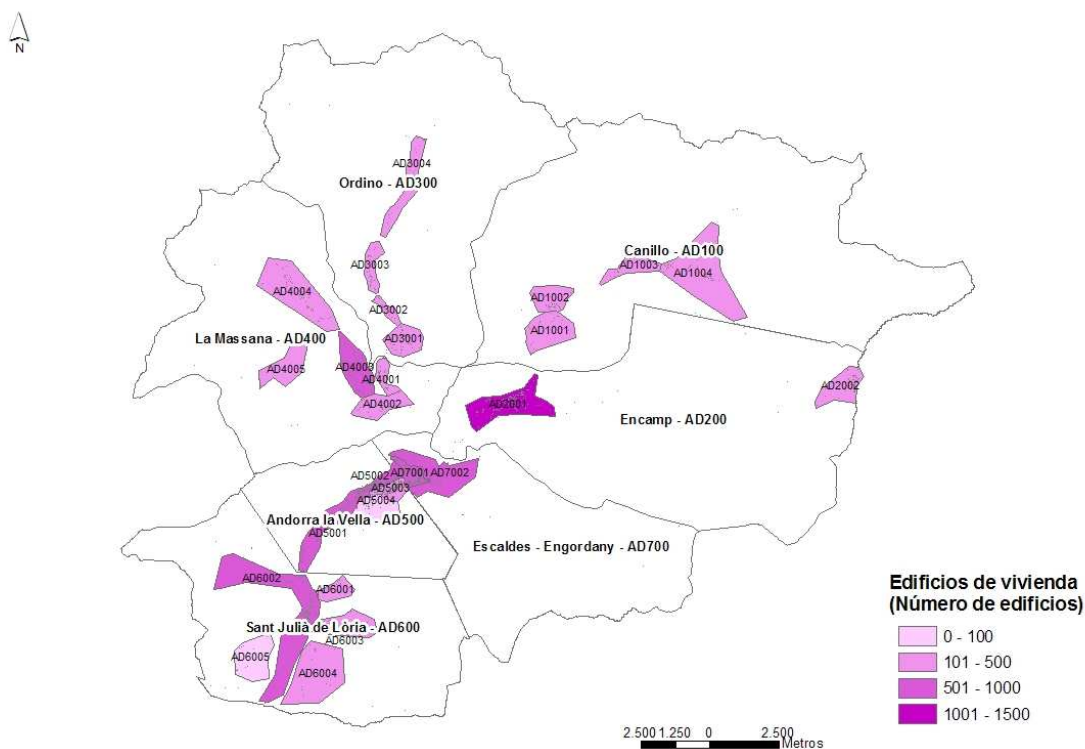 N
AD3004
Ordino - AD300
AD3003
Canillo - AD100
AD1003
AD1004
AD4004
AD1002
AD3002
AD1001
AD3001
La Massana - AD400
AD4003
AD4005
AD4001
AD4002
AD2001
AD2002
Encamp - AD200
AD5002
AD7001
AD7002
AD5003
AD5004
Andorra la Vella - AD500
AD5001
Escaldes - Engordany - AD700
AD6002
AD6001
Sant Julià de Lòria - AD600
AD6003
AD6005
AD6004
Edificios de vivienda
(Número de edificios)
0 - 100
101 - 500
501 - 1000
1001 - 1500
2.500 1.250 0 2.500
Metros